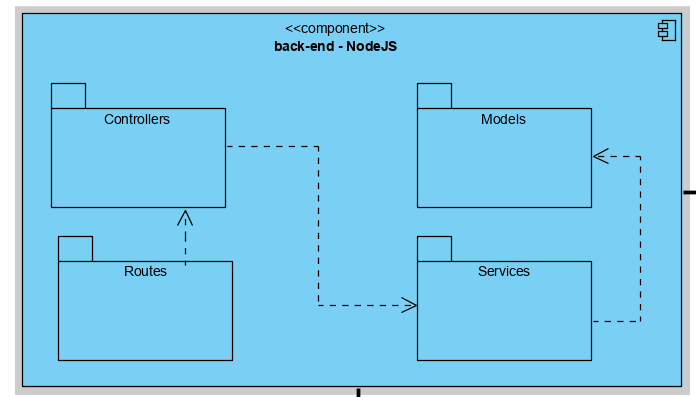 <<component>>
back-end - NodeJS
Controllers
Models
Routes
Services